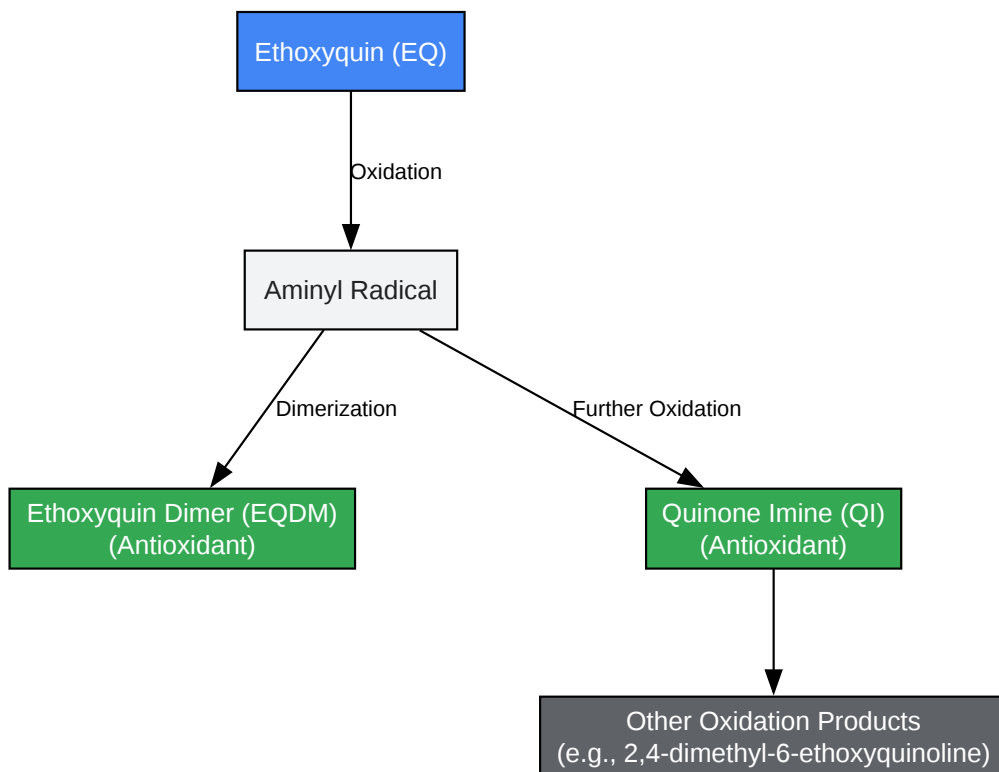 Ethoxyquin (EQ)
Oxidation
Aminyl Radical
Dimerization
Further Oxidation
Ethoxyquin Dimer (EQDM)
(Antioxidant)
Quinone Imine (QI)
(Antioxidant)
Other Oxidation Products
(e.g., 2,4-dimethyl-6-ethoxyquinoline)